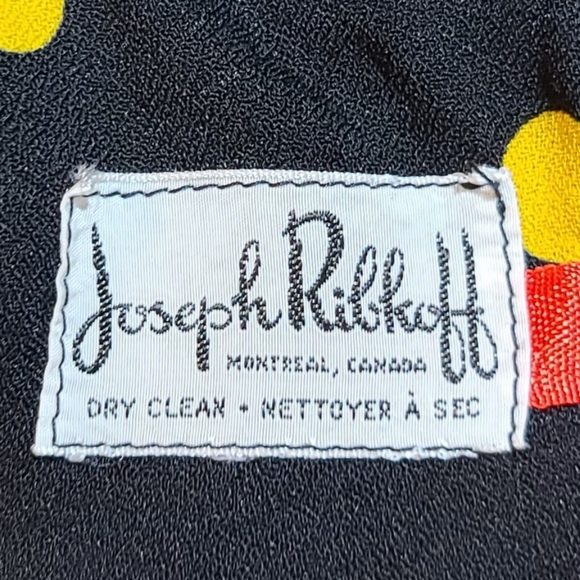 Joseph Ribkoff
MONTREAL, CANADA
DRY CLEAN • NETTOYER À SEC